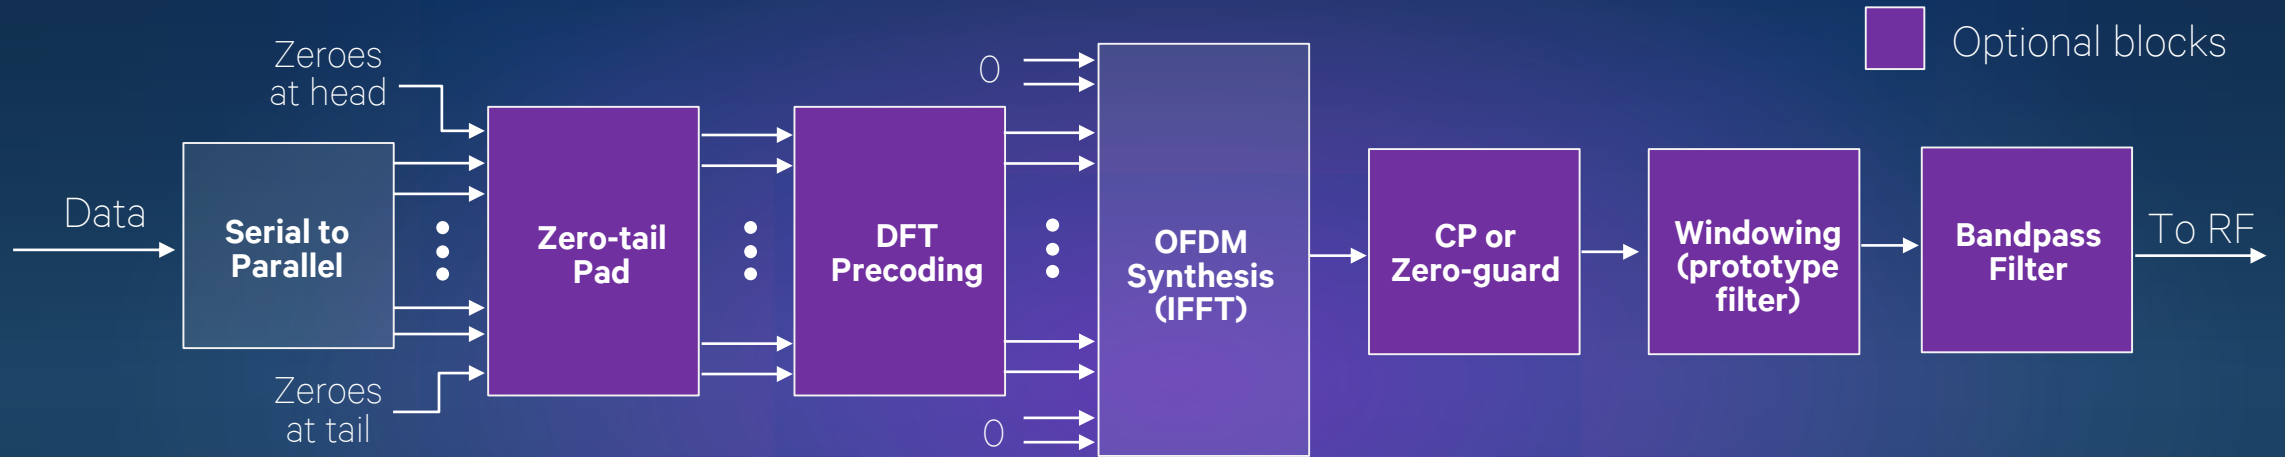 Optional blocks
Zeroes
at head
0
Data
Serial to
Parallel
Zero-tail
Pad
DFT
Precoding
OFDM
Synthesis
(IFFT)
CP or
Zero-guard
Windowing
(prototype
filter)
Bandpass
Filter
To RF
Zeroes
at tail
0